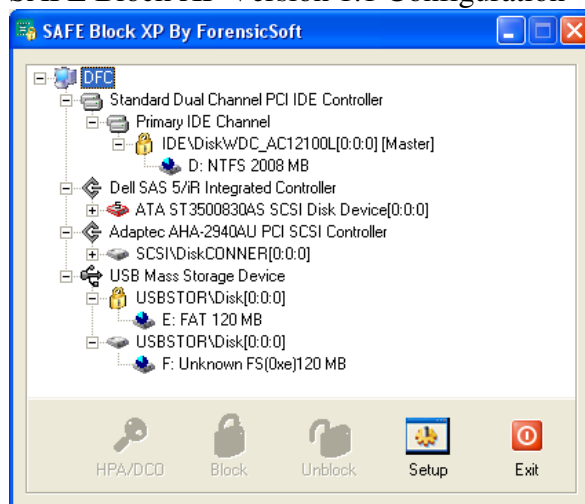 SAFE Block XP By ForensicSoft
DFC
Standard Dual Channel PCI IDE Controller
Primary IDE Channel
IDE\DiskWDC_AC12100L[0:0:0] [Master]
D: NTFS 2008 MB
Dell SAS 5/iR Integrated Controller
ATA ST3500830AS SCSI Disk Device[0:0:0]
Adaptec AHA-2940AU PCI SCSI Controller
SCSI\DiskCONNER[0:0:0]
USB Mass Storage Device
USBSTOR\Disk[0:0:0]
E: FAT 120 MB
USBSTOR\Disk[0:0:0]
F: Unknown FS(0xe)120 MB
HPA/DCO Block Unblock Setup Exit